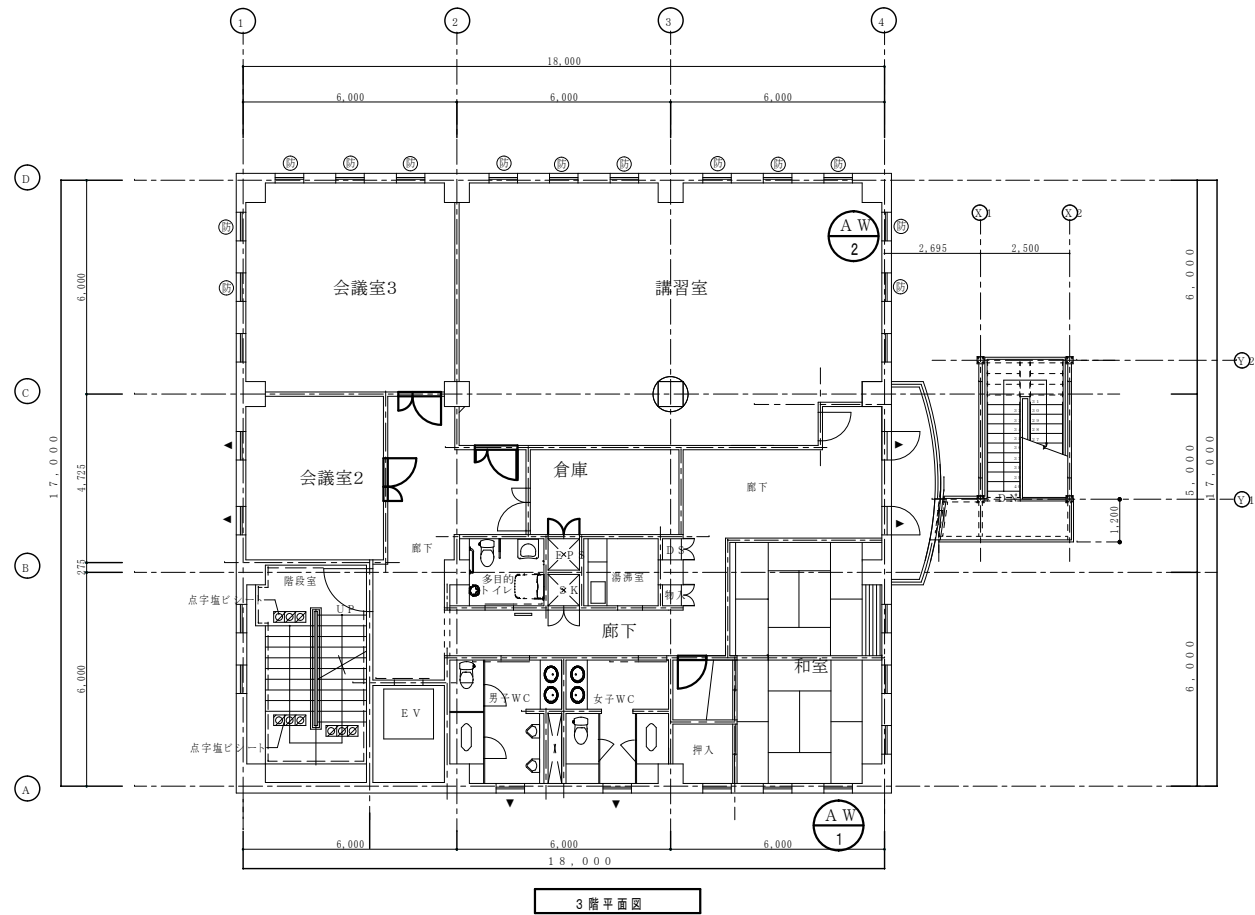 1
2
3
4
18,000
6,000
6,000
6,000
防
防
防
防
防
防
防
防
防
D
X1
X2
防
AW
2
防
2,695
2,500
6,000
会議室3
講習室
防
防
6,000
Y2
C
17,000
4,725
会議室2
倉庫
廊下
5,000
17,000
DN
Y1
1,200
廊下
EPS
DS
B
275
階段室
多目的
トイレ
湯沸室
SK
物入
点字塩ビシート
UP
廊下
6,000
和室
6,000
EV
男子WC
女子WC
点字塩ビシート
押入
A
AW
1
6,000
6,000
6,000
18,000
3階平面図